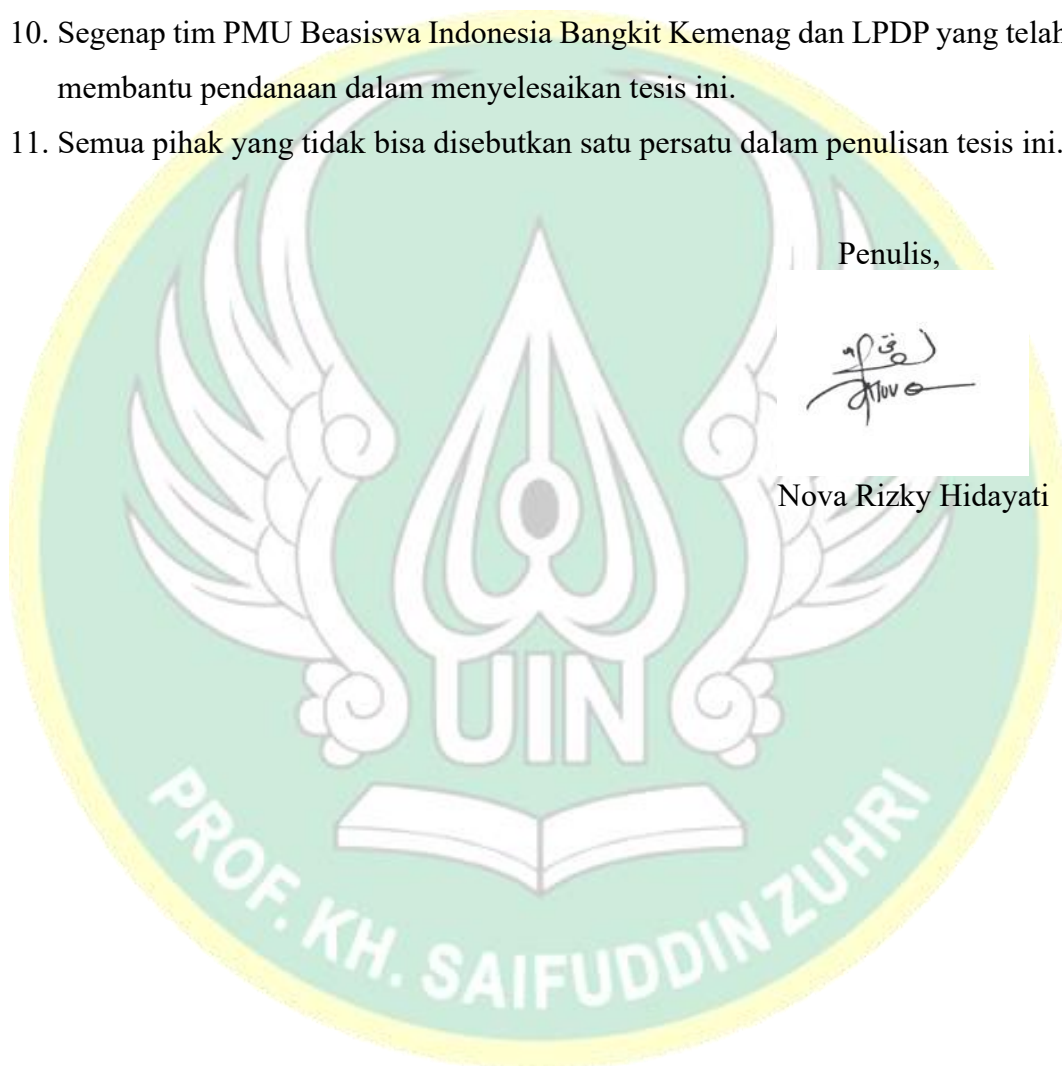 10. Segenap tim PMU Beasiswa Indonesia Bangkit Kemenag dan LPDP yang telah
membantu pendanaan dalam menyelesaikan tesis ini.
11. Semua pihak yang tidak bisa disebutkan satu persatu dalam penulisan tesis ini.
Penulis,
Nova Rizky Hidayati
UIN
PROF. KH. SAIFUDDIN ZUHRI